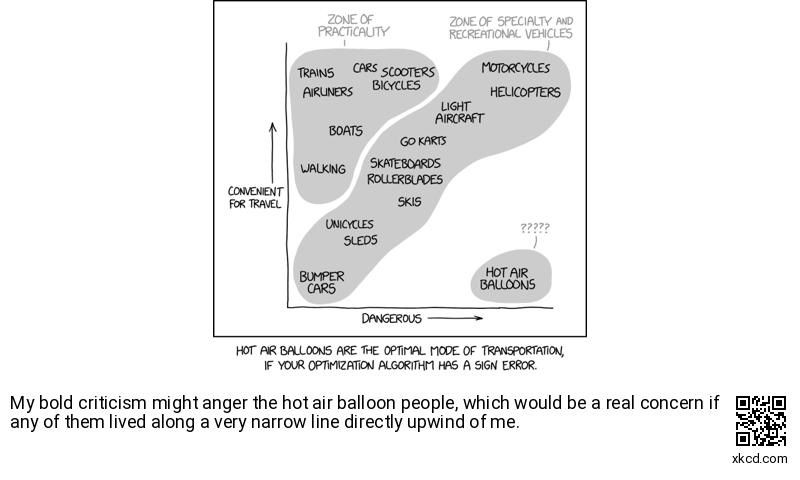 ZONE OF
PRACTICALITY
ZONE OF SPECIALTY AND
RECREATIONAL VEHICLES
TRAINS
CARS
SCOOTERS
BICYCLES
AIRLINERS
BOATS
WALKING
MOTORCYCLES
HELICOPTERS
LIGHT
AIRCRAFT
GO KARTS
SKATEBOARDS
ROLLERBLADES
SKIS
UNICYCLES
SLEDS
BUMPER
CARS
?????
HOT AIR
BALLOONS
CONVENIENT
FOR TRAVEL
DANGEROUS
HOT AIR BALLOONS ARE THE OPTIMAL MODE OF TRANSPORTATION,
IF YOUR OPTIMIZATION ALGORITHM HAS A SIGN ERROR.
My bold criticism might anger the hot air balloon people, which would be a real concern if
any of them lived along a very narrow line directly upwind of me.
xkcd.com